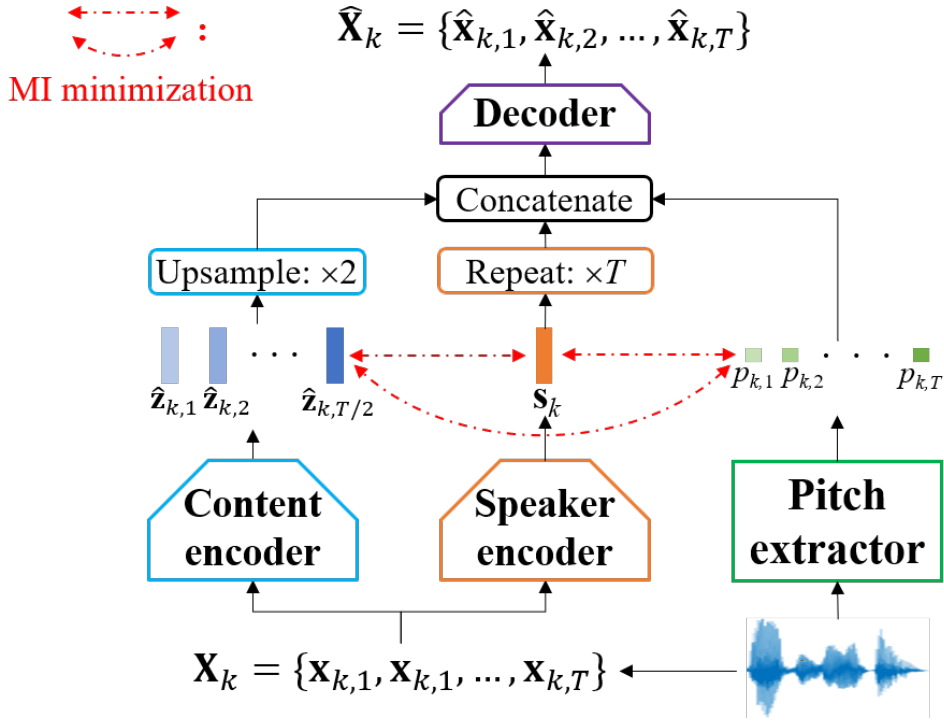 :
MI minimization
X̂_k = {x̂_{k,1}, x̂_{k,2}, ..., x̂_{k,T}}
Decoder
Concatenate
Upsample: ×2
Repeat: ×T
ẑ_{k,1} ẑ_{k,2} · · · ẑ_{k,T/2}
s_k
p_{k,1} p_{k,2} · · · p_{k,T}
Content
encoder
Speaker
encoder
Pitch
extractor
X_k = {x_{k,1}, x_{k,1}, ..., x_{k,T}}